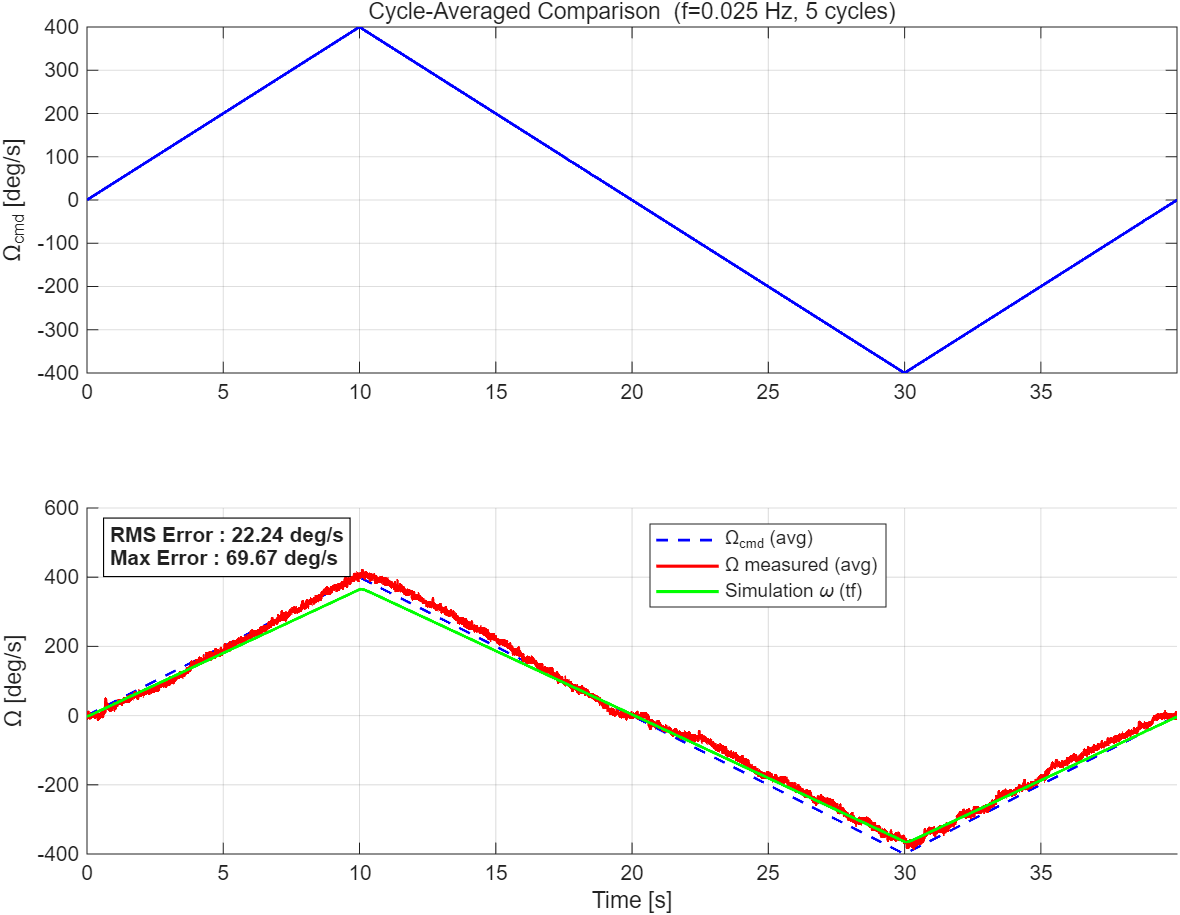 Cycle-Averaged Comparison (f=0.025 Hz, 5 cycles)
Ω_cmd [deg/s]
400
300
200
100
0
-100
-200
-300
-400
0 5 10 15 20 25 30 35
Ω [deg/s]
600
400
200
0
-200
-400
RMS Error : 22.24 deg/s
Max Error : 69.67 deg/s
Ω_cmd (avg)
Ω measured (avg)
Simulation ω (tf)
0 5 10 15 20 25 30 35
Time [s]